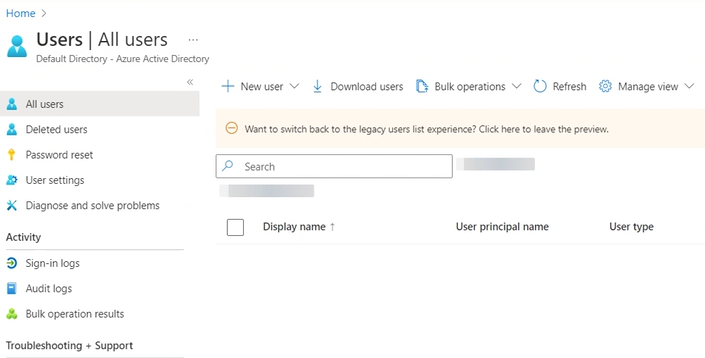 Home >
Users | All users ...
Default Directory - Azure Active Directory
«
All users
Deleted users
Password reset
User settings
Diagnose and solve problems
Activity
Sign-in logs
Audit logs
Bulk operation results
Troubleshooting + Support
+ New user
Download users
Bulk operations
Refresh
Manage view
Want to switch back to the legacy users list experience? Click here to leave the preview.
Search
Display name ↑
User principal name
User type